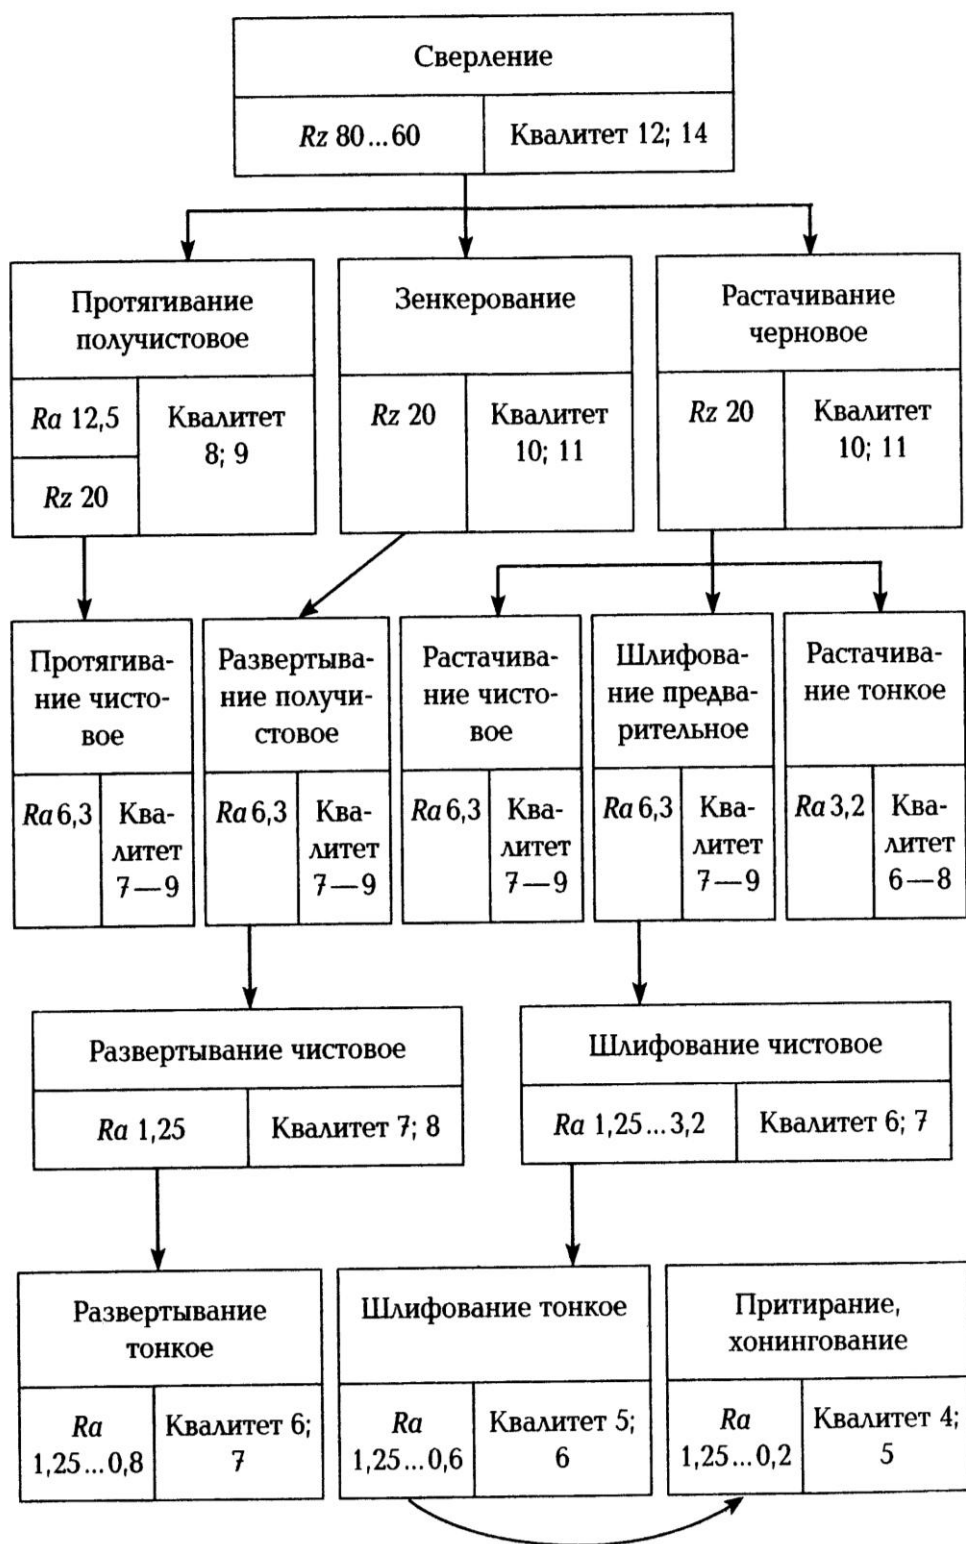 Сверление
Rz 80...60
Квалитет 12; 14
Протягивание
получистовое
Ra 12,5
Rz 20
Квалитет
8; 9
Зенкерование
Rz 20
Квалитет
10; 11
Растачивание
черновое
Rz 20
Квалитет
10; 11
Протягива-
ние чисто-
вое
Ra 6,3
Ква-
литет
7—9
Развертыва-
ние получи-
стовое
Ra 6,3
Ква-
литет
7—9
Растачива-
ние чисто-
вое
Ra 6,3
Ква-
литет
7—9
Шлифова-
ние предва-
рительное
Ra 6,3
Ква-
литет
7—9
Растачива-
ние тонкое
Ra 3,2
Ква-
литет
6—8
Развертывание чистовое
Ra 1,25
Квалитет 7; 8
Шлифование чистовое
Ra 1,25...3,2
Квалитет 6; 7
Развертывание
тонкое
Ra
1,25...0,8
Квалитет 6;
7
Шлифование тонкое
Ra
1,25...0,6
Квалитет 5;
6
Притирание,
хонингование
Ra
1,25...0,2
Квалитет 4;
5